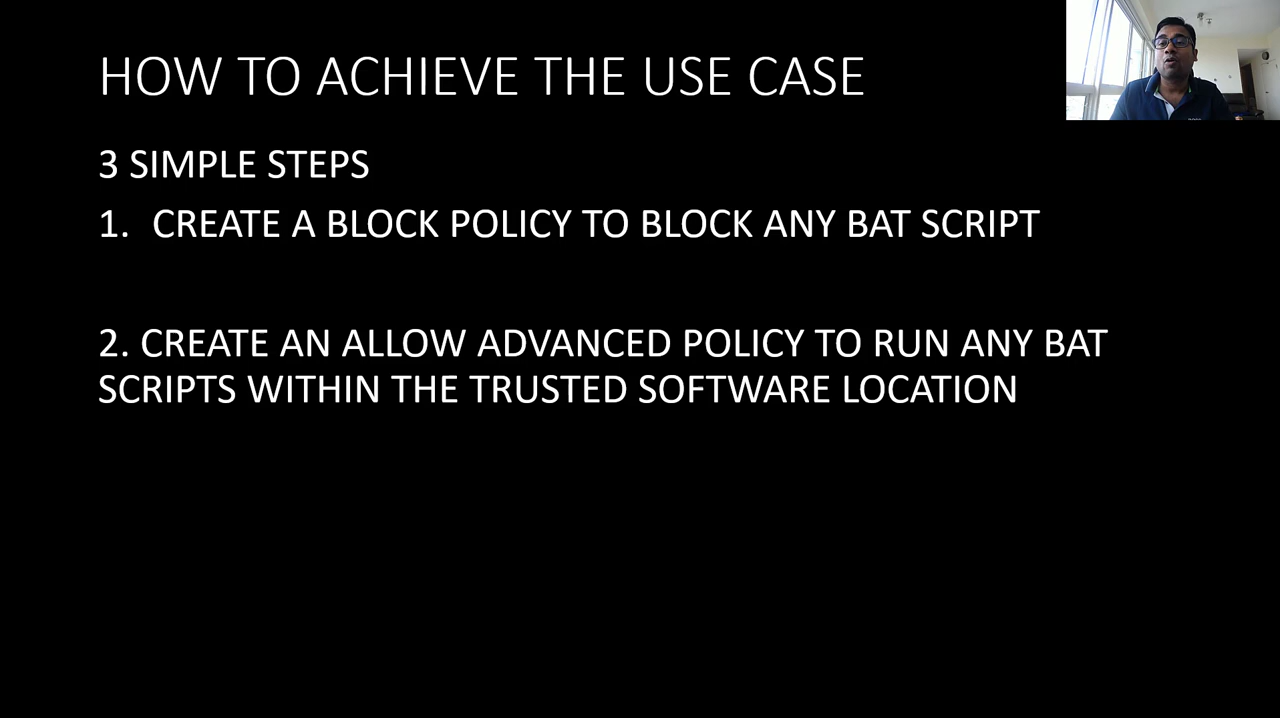 HOW TO ACHIEVE THE USE CASE
3 SIMPLE STEPS
1. CREATE A BLOCK POLICY TO BLOCK ANY BAT SCRIPT
2. CREATE AN ALLOW ADVANCED POLICY TO RUN ANY BAT
SCRIPTS WITHIN THE TRUSTED SOFTWARE LOCATION